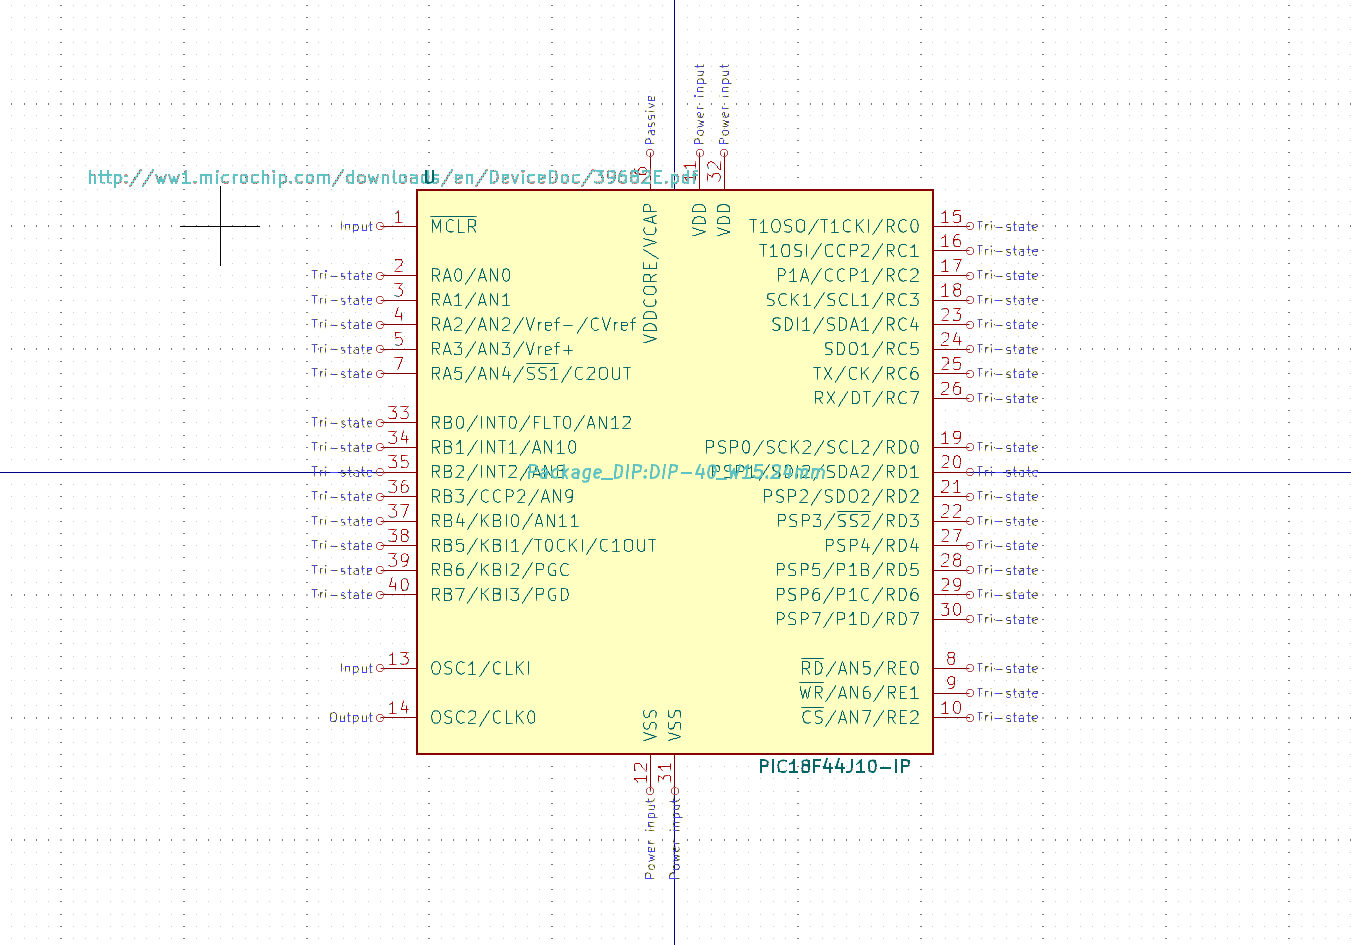 Passive
Power input
Power input
6
11
32
http://ww1.microchip.com/downloads/en/DeviceDoc/39682E.pdf
U
VDDCORE/VCAP
VDD
VDD
Input 1 MCLR
Tri-state 2 RA0/AN0
Tri-state 3 RA1/AN1
Tri-state 4 RA2/AN2/Vref-/CVref
Tri-state 5 RA3/AN3/Vref+
Tri-state 7 RA5/AN4/SS1/C2OUT
Tri-state 33 RB0/INT0/FLT0/AN12
Tri-state 34 RB1/INT1/AN10
Tri-state 35 RB2/INT2/AN8
Tri-state 36 RB3/CCP2/AN9
Tri-state 37 RB4/KBI0/AN11
Tri-state 38 RB5/KBI1/T0CKI/C1OUT
Tri-state 39 RB6/KBI2/PGC
Tri-state 40 RB7/KBI3/PGD
Input 13 OSC1/CLKI
Output 14 OSC2/CLKO
T1OSO/T1CKI/RC0 15 Tri-state
T1OSI/CCP2/RC1 16 Tri-state
P1A/CCP1/RC2 17 Tri-state
SCK1/SCL1/RC3 18 Tri-state
SDI1/SDA1/RC4 23 Tri-state
SDO1/RC5 24 Tri-state
TX/CK/RC6 25 Tri-state
RX/DT/RC7 26 Tri-state
PSP0/SCK2/SCL2/RD0 19 Tri-state
Package_DIP:DIP-40_W15.24mm
PSP1/SDI2/SDA2/RD1 20 Tri-state
PSP2/SDO2/RD2 21 Tri-state
PSP3/SS2/RD3 22 Tri-state
PSP4/RD4 27 Tri-state
PSP5/P1B/RD5 28 Tri-state
PSP6/P1C/RD6 29 Tri-state
PSP7/P1D/RD7 30 Tri-state
RD/AN5/RE0 8 Tri-state
WR/AN6/RE1 9 Tri-state
CS/AN7/RE2 10 Tri-state
VSS
VSS
PIC18F44J10-IP
12
31
Power input
Power input